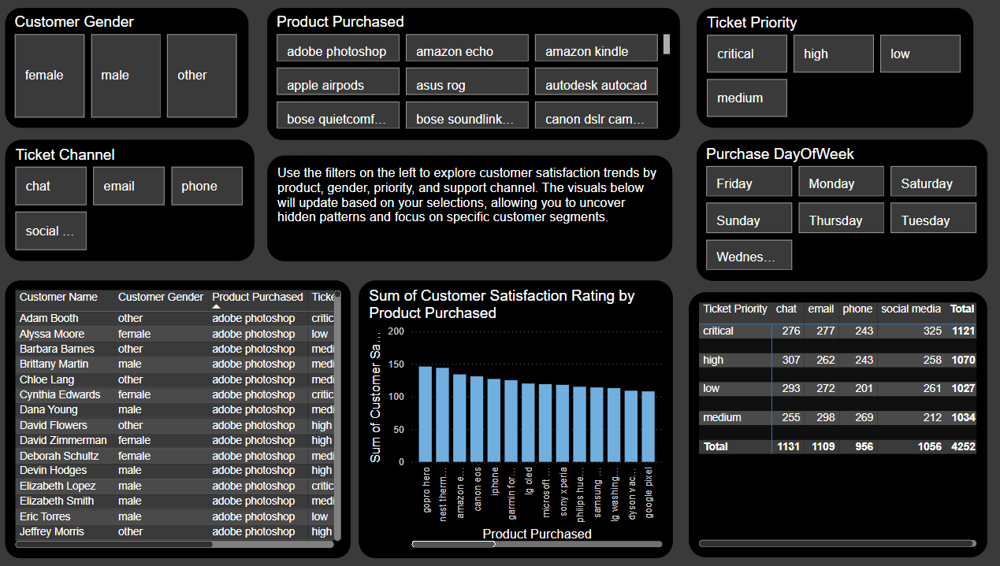 Customer Gender
female male other
Product Purchased
adobe photoshop amazon echo amazon kindle
apple airpods asus rog autodesk autocad
bose quietcomf... bose soundlink... canon dslr cam...
Ticket Priority
critical high low
medium
Ticket Channel
chat email phone
social ...
Use the filters on the left to explore customer satisfaction trends by
product, gender, priority, and support channel. The visuals below
will update based on your selections, allowing you to uncover
hidden patterns and focus on specific customer segments.
Purchase DayOfWeek
Friday Monday Saturday
Sunday Thursday Tuesday
Wednes...
Customer Name Customer Gender Product Purchased Ticke
Adam Booth other adobe photoshop critic
Alyssa Moore female adobe photoshop low
Barbara Barnes other adobe photoshop medi
Brittany Martin male adobe photoshop medi
Chloe Lang other adobe photoshop medi
Cynthia Edwards female adobe photoshop critic
Dana Young male adobe photoshop medi
David Flowers other adobe photoshop high
David Zimmerman female adobe photoshop high
Deborah Schultz female adobe photoshop medi
Devin Hodges male adobe photoshop high
Elizabeth Lopez male adobe photoshop critic
Elizabeth Smith male adobe photoshop medi
Eric Torres male adobe photoshop low
Jeffrey Morris other adobe photoshop high
Sum of Customer Satisfaction Rating by
Product Purchased
Sum of Customer Sa...
200
150
100
50
0
gopro hero
nest therm...
amazon e...
canon eos
iphone
garmin for...
lg oled
microsoft ...
sony xperia
philips hue...
samsung ...
lg washing...
dyson vac...
google pixel
Product Purchased
Ticket Priority chat email phone social media Total
critical 276 277 243 325 1121
high 307 262 243 258 1070
low 293 272 201 261 1027
medium 255 298 269 212 1034
Total 1131 1109 956 1056 4252